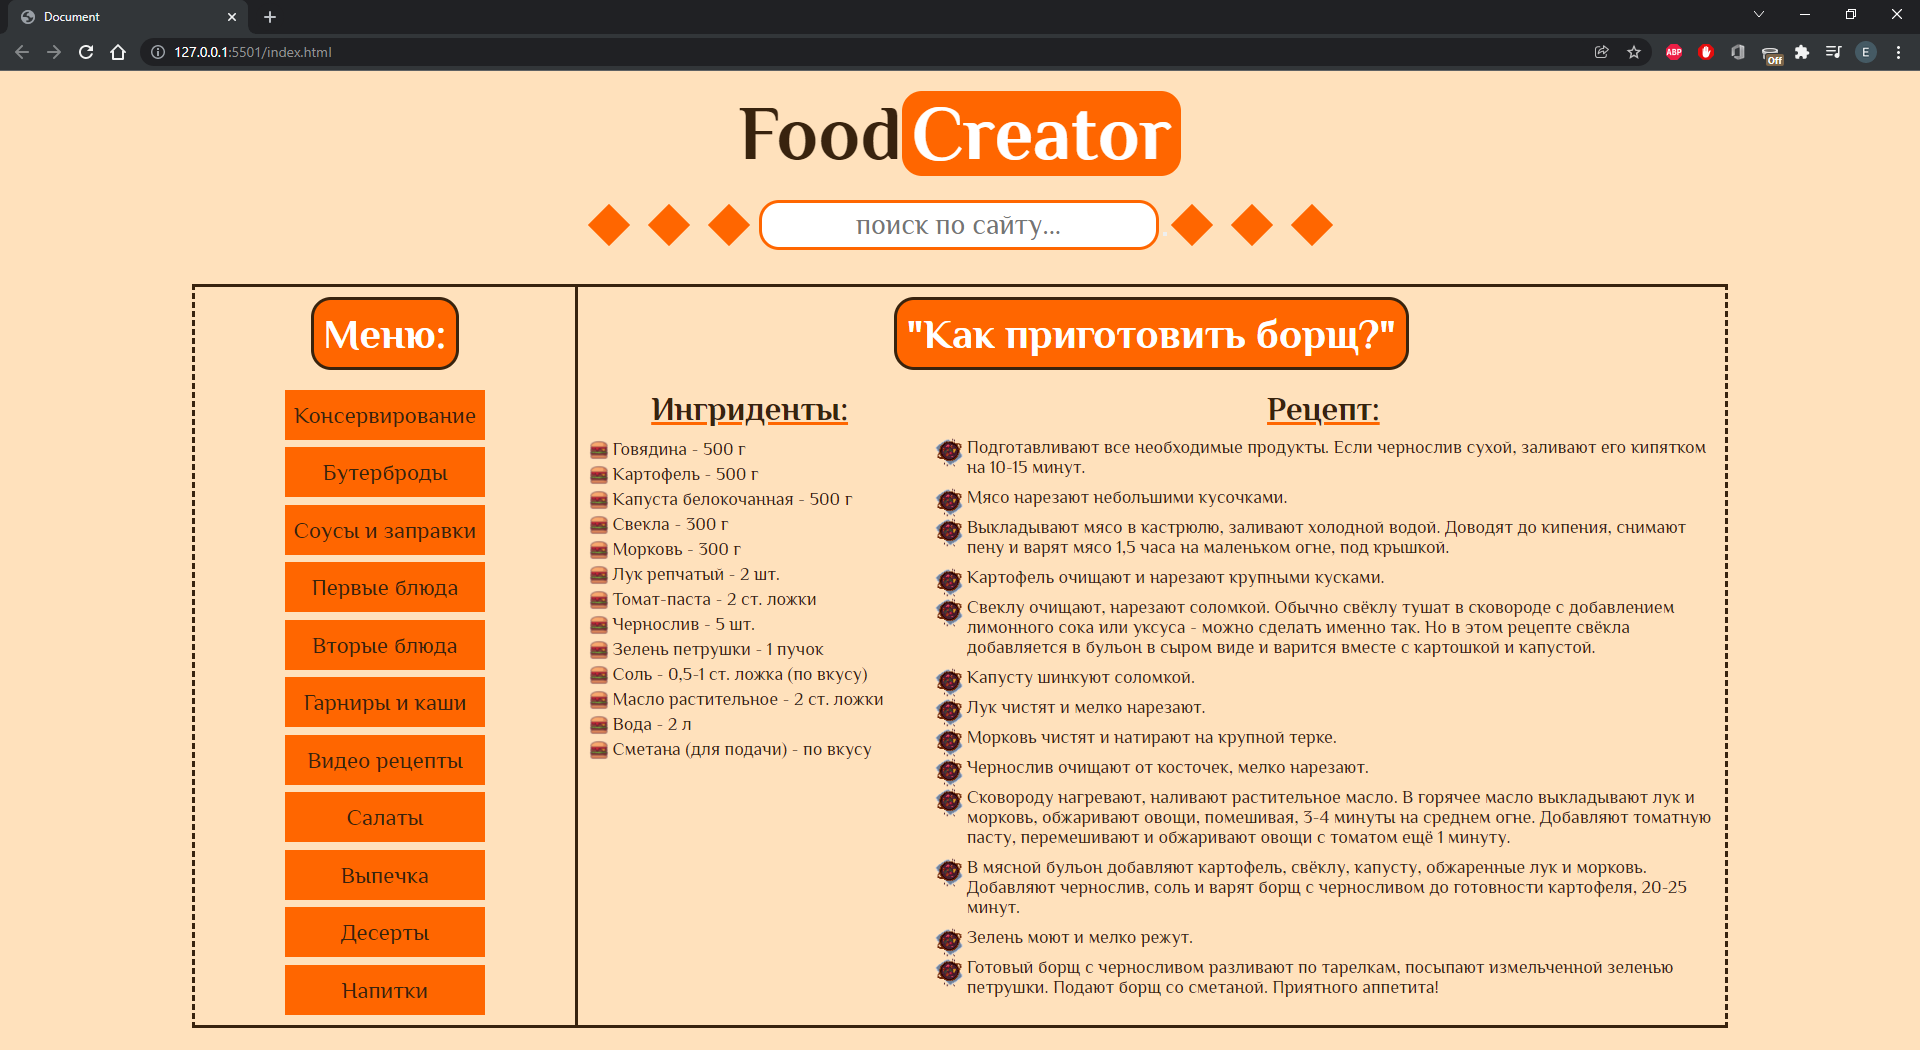 Document
127.0.0.1:5501/index.html
ABP
Off
E
FoodCreator
поиск по сайту...
Меню:
Консервирование
Бутерброды
Соусы и заправки
Первые блюда
Вторые блюда
Гарниры и каши
Видео рецепты
Салаты
Выпечка
Десерты
Напитки
"Как приготовить борщ?"
Ингриденты:
Говядина - 500 г
Картофель - 500 г
Капуста белокочанная - 500 г
Свекла - 300 г
Морковь - 300 г
Лук репчатый - 2 шт.
Томат-паста - 2 ст. ложки
Чернослив - 5 шт.
Зелень петрушки - 1 пучок
Соль - 0,5-1 ст. ложка (по вкусу)
Масло растительное - 2 ст. ложки
Вода - 2 л
Сметана (для подачи) - по вкусу
Рецепт:
Подготавливают все необходимые продукты. Если чернослив сухой, заливают его кипятком
на 10-15 минут.
Мясо нарезают небольшими кусочками.
Выкладывают мясо в кастрюлю, заливают холодной водой. Доводят до кипения, снимают
пену и варят мясо 1,5 часа на маленьком огне, под крышкой.
Картофель очищают и нарезают крупными кусками.
Свеклу очищают, нарезают соломкой. Обычно свёклу тушат в сковороде с добавлением
лимонного сока или уксуса - можно сделать именно так. Но в этом рецепте свёкла
добавляется в бульон в сыром виде и варится вместе с картошкой и капустой.
Капусту шинкуют соломкой.
Лук чистят и мелко нарезают.
Морковь чистят и натирают на крупной терке.
Чернослив очищают от косточек, мелко нарезают.
Сковороду нагревают, наливают растительное масло. В горячее масло выкладывают лук и
морковь, обжаривают овощи, помешивая, 3-4 минуты на среднем огне. Добавляют томатную
пасту, перемешивают и обжаривают овощи с томатом ещё 1 минуту.
В мясной бульон добавляют картофель, свёклу, капусту, обжаренные лук и морковь.
Добавляют чернослив, соль и варят борщ с черносливом до готовности картофеля, 20-25
минут.
Зелень моют и мелко режут.
Готовый борщ с черносливом разливают по тарелкам, посыпают измельченной зеленью
петрушки. Подают борщ со сметаной. Приятного аппетита!